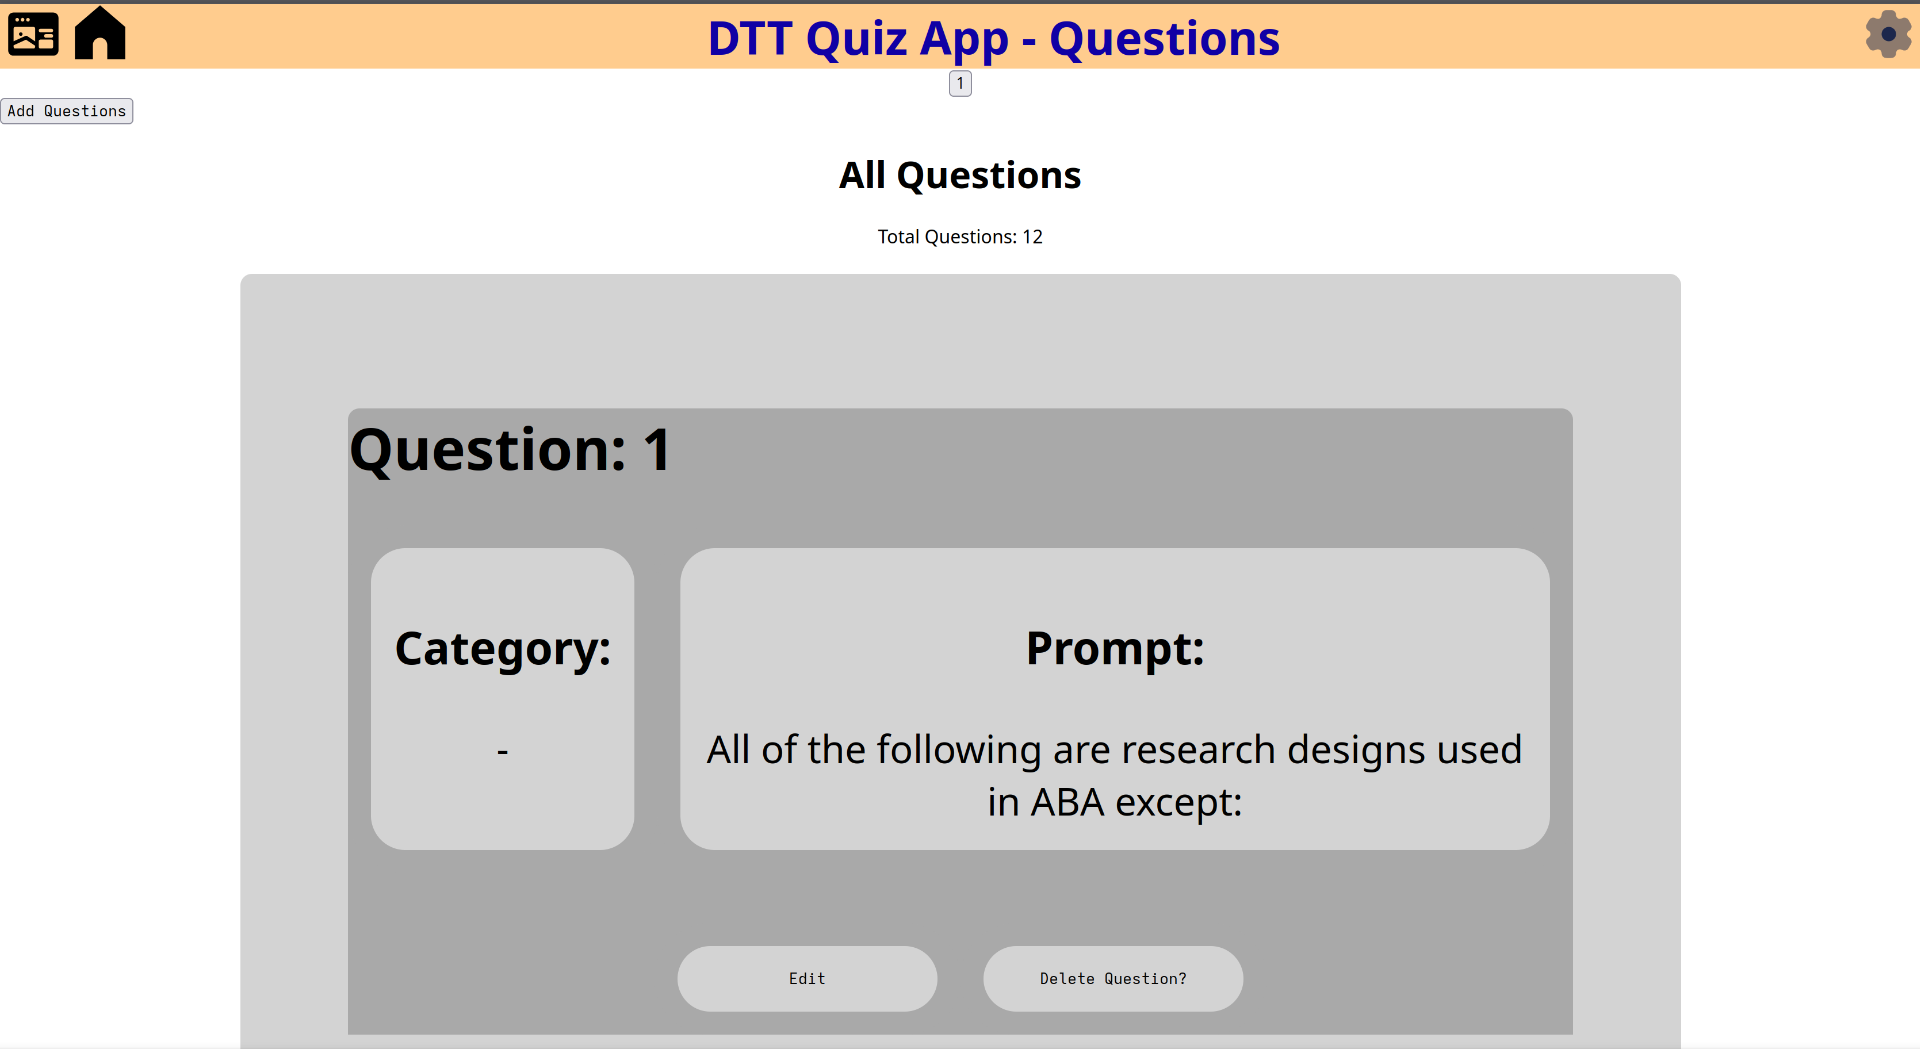 DTT Quiz App - Questions
1
Add Questions
All Questions
Total Questions: 12
Question: 1
Category:
-
Prompt:
All of the following are research designs used
in ABA except:
Edit
Delete Question?